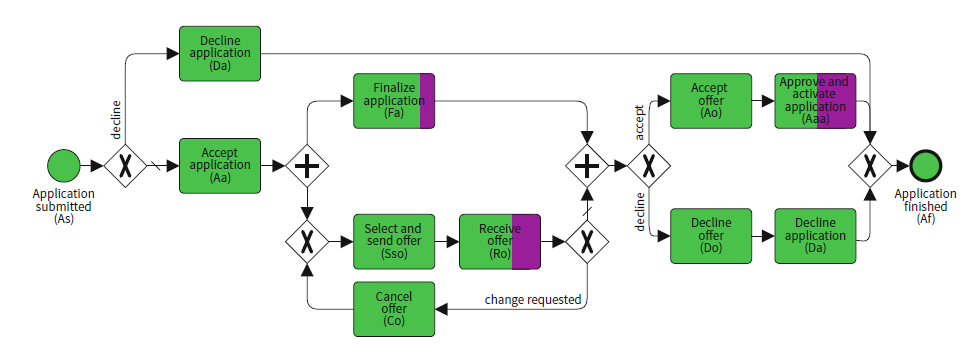 Decline
application
(Da)
decline
Application
submitted
(As)
Accept
application
(Aa)
Finalize
application
(Fa)
Select and
send offer
(Sso)
Receive
offer
(Ro)
Cancel
offer
(Co)
change requested
accept
decline
Accept
offer
(Ao)
Approve and
activate
application
(Aaa)
Decline
offer
(Do)
Decline
application
(Da)
Application
finished
(Af)